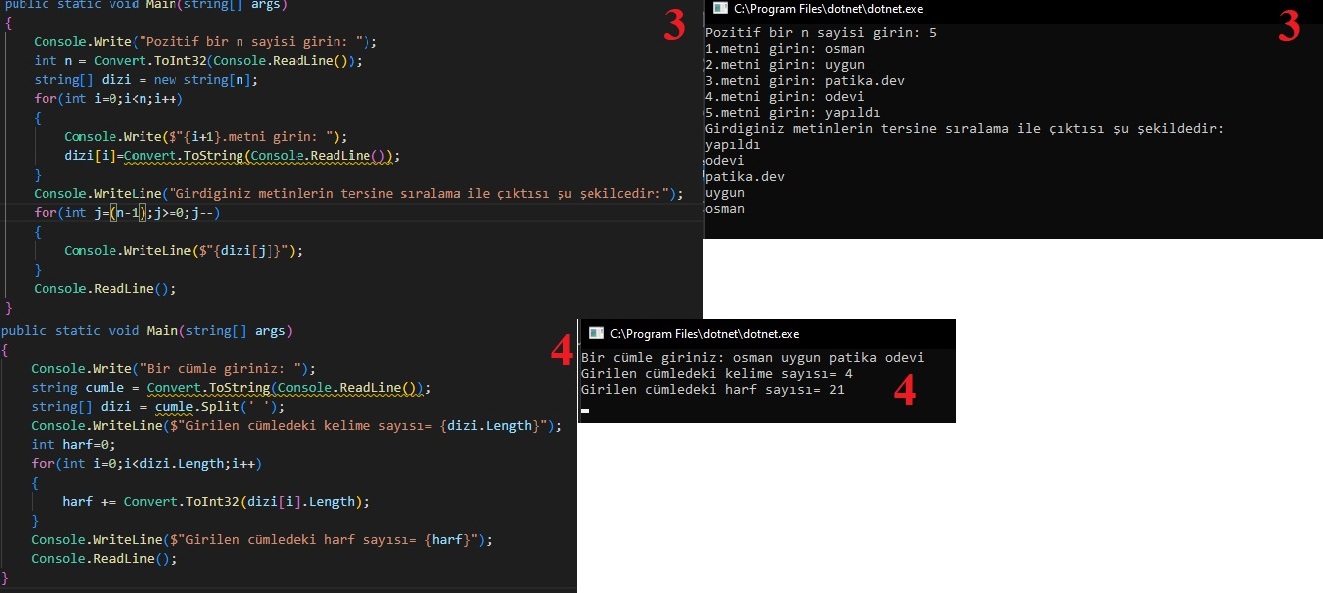 public static void Main(string[] args)
{
Console.Write("Pozitif bir n sayisi girin: ");
int n = Convert.ToInt32(Console.ReadLine());
string[] dizi = new string[n];
for(int i=0;i<n;i++)
{
Console.Write($"{i+1}.metni girin: ");
dizi[i]=Convert.ToString(Console.ReadLine());
}
Console.WriteLine("Girdiginiz metinlerin tersine sıralama ile çıktısı şu şekilcedir:");
for(int j=(n-1);j>=0;j--)
{
Console.WriteLine($"{dizi[j]}");
}
Console.ReadLine();
}
3
C:\Program Files\dotnet\dotnet.exe
3
Pozitif bir n sayisi girin: 5
1.metni girin: osman
2.metni girin: uygun
3.metni girin: patika.dev
4.metni girin: odevi
5.metni girin: yapıldı
Girdiginiz metinlerin tersine sıralama ile çıktısı şu şekildedir:
yapıldı
odevi
patika.dev
uygun
osman
public static void Main(string[] args)
{
Console.Write("Bir cümle giriniz: ");
string cumle = Convert.ToString(Console.ReadLine());
string[] dizi = cumle.Split(' ');
Console.WriteLine($"Girilen cümledeki kelime sayısı= {dizi.Length}");
int harf=0;
for(int i=0;i<dizi.Length;i++)
{
harf += Convert.ToInt32(dizi[i].Length);
}
Console.WriteLine($"Girilen cümledeki harf sayısı= {harf}");
Console.ReadLine();
}
4
C:\Program Files\dotnet\dotnet.exe
Bir cümle giriniz: osman uygun patika odevi
Girilen cümledeki kelime sayısı= 4
Girilen cümledeki harf sayısı= 21
4